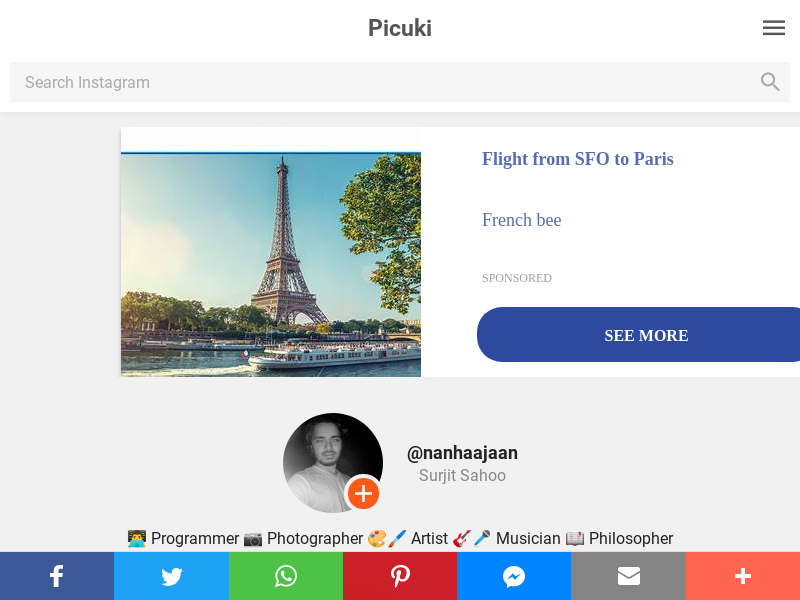 Picuki
Search Instagram
Flight from SFO to Paris
French bee
SPONSORED
SEE MORE
@nanhaajaan
Surjit Sahoo
👨‍💻 Programmer 📷 Photographer 🎨🖌️ Artist 🎸🎤 Musician 📖 Philosopher